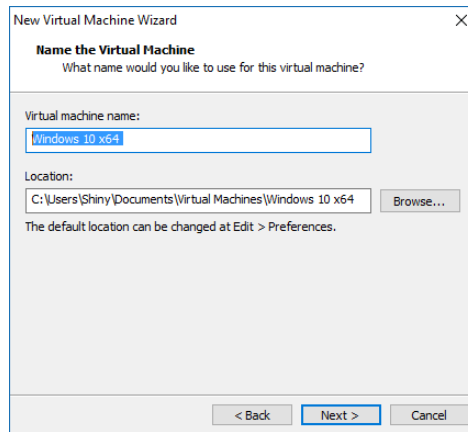 New Virtual Machine Wizard
Name the Virtual Machine
What name would you like to use for this virtual machine?
Virtual machine name:
Windows 10 x64
Location:
C:\Users\Shiny\Documents\Virtual Machines\Windows 10 x64
Browse...
The default location can be changed at Edit > Preferences.
< Back Next > Cancel